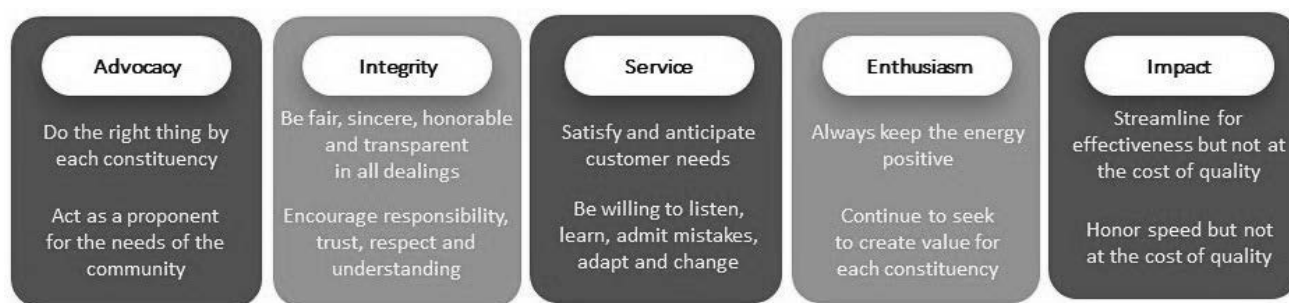 Advocacy
Do the right thing by
each constituency
Act as a proponent
for the needs of the
community
Integrity
Be fair, sincere, honorable
and transparent
in all dealings
Encourage responsibility,
trust, respect and
understanding
Service
Satisfy and anticipate
customer needs
Be willing to listen,
learn, admit mistakes,
adapt and change
Enthusiasm
Always keep the energy
positive
Continue to seek
to create value for
each constituency
Impact
Streamline for
effectiveness but not at
the cost of quality
Honor speed but not
at the cost of quality